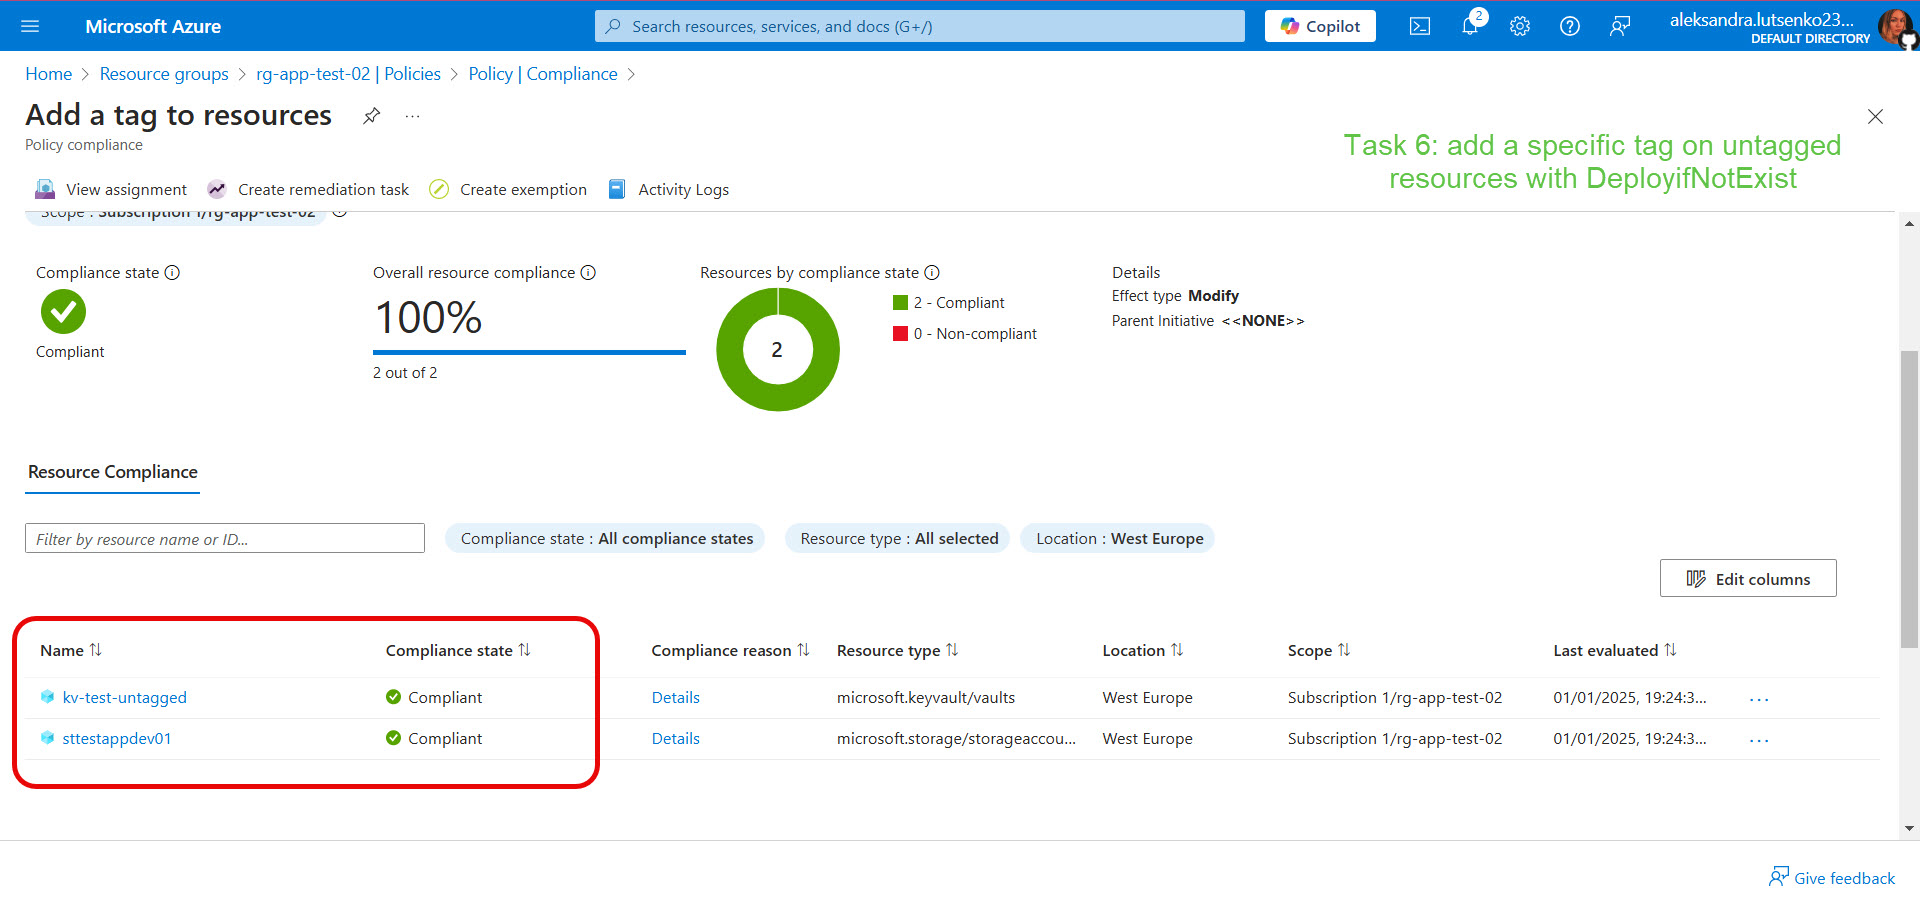 Microsoft Azure
Search resources, services, and docs (G+/)
Copilot
2
aleksandra.lutsenko23...
DEFAULT DIRECTORY
Home > Resource groups > rg-app-test-02 | Policies > Policy | Compliance >
Add a tag to resources
...
Policy compliance
Task 6: add a specific tag on untagged
resources with DeployifNotExist
View assignment
Create remediation task
Create exemption
Activity Logs
Scope : Subscription 1/rg-app-test-02
Compliance state
Compliant
Overall resource compliance
100%
2 out of 2
Resources by compliance state
2
2 - Compliant
0 - Non-compliant
Details
Effect type Modify
Parent Initiative <<NONE>>
Resource Compliance
Filter by resource name or ID...
Compliance state : All compliance states
Resource type : All selected
Location : West Europe
Edit columns
Name Compliance state Compliance reason Resource type Location Scope Last evaluated
kv-test-untagged Compliant Details microsoft.keyvault/vaults West Europe Subscription 1/rg-app-test-02 01/01/2025, 19:24:3... ...
sttestappdev01 Compliant Details microsoft.storage/storageaccou... West Europe Subscription 1/rg-app-test-02 01/01/2025, 19:24:3... ...
Give feedback